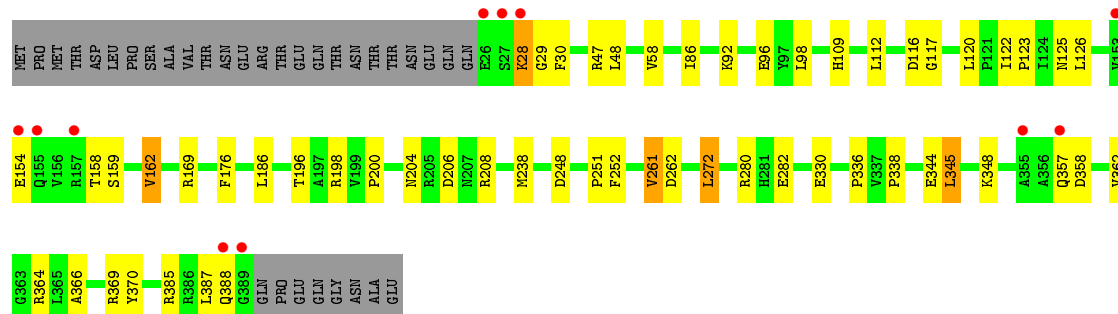 MET PRO MET THR ASP LEU PRO SER ALA VAL THR ASN GLU ARG THR GLU GLN THR ASN THR THR ASN GLU GLN GLN E26 S27 K28 G29 F30 R47 L48 V58 I86 K92 E96 Y97 L98 H109 L112 D116 G117 L120 P121 I122 P123 I124 N125 L126 V153
E154 Q155 V156 R157 T158 S159 V162 R169 F176 L186 T196 A197 R198 V199 P200 N204 R205 D206 N207 R208 M238 D248 P251 F252 V261 D262 L272 R280 H281 E282 E330 P336 V337 P338 E344 L345 K348 A355 A356 Q357 D358 V362
G363 R364 L365 A366 R369 Y370 R385 R386 L387 Q388 G389 GLN PRO GLU GLN GLY ASN ALA GLU